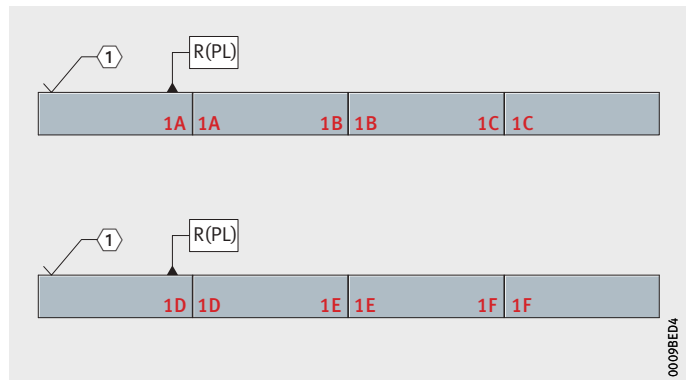 R(PL)
1
1A 1A 1B 1B 1C 1C
R(PL)
1
1D 1D 1E 1E 1F 1F
0009BED4